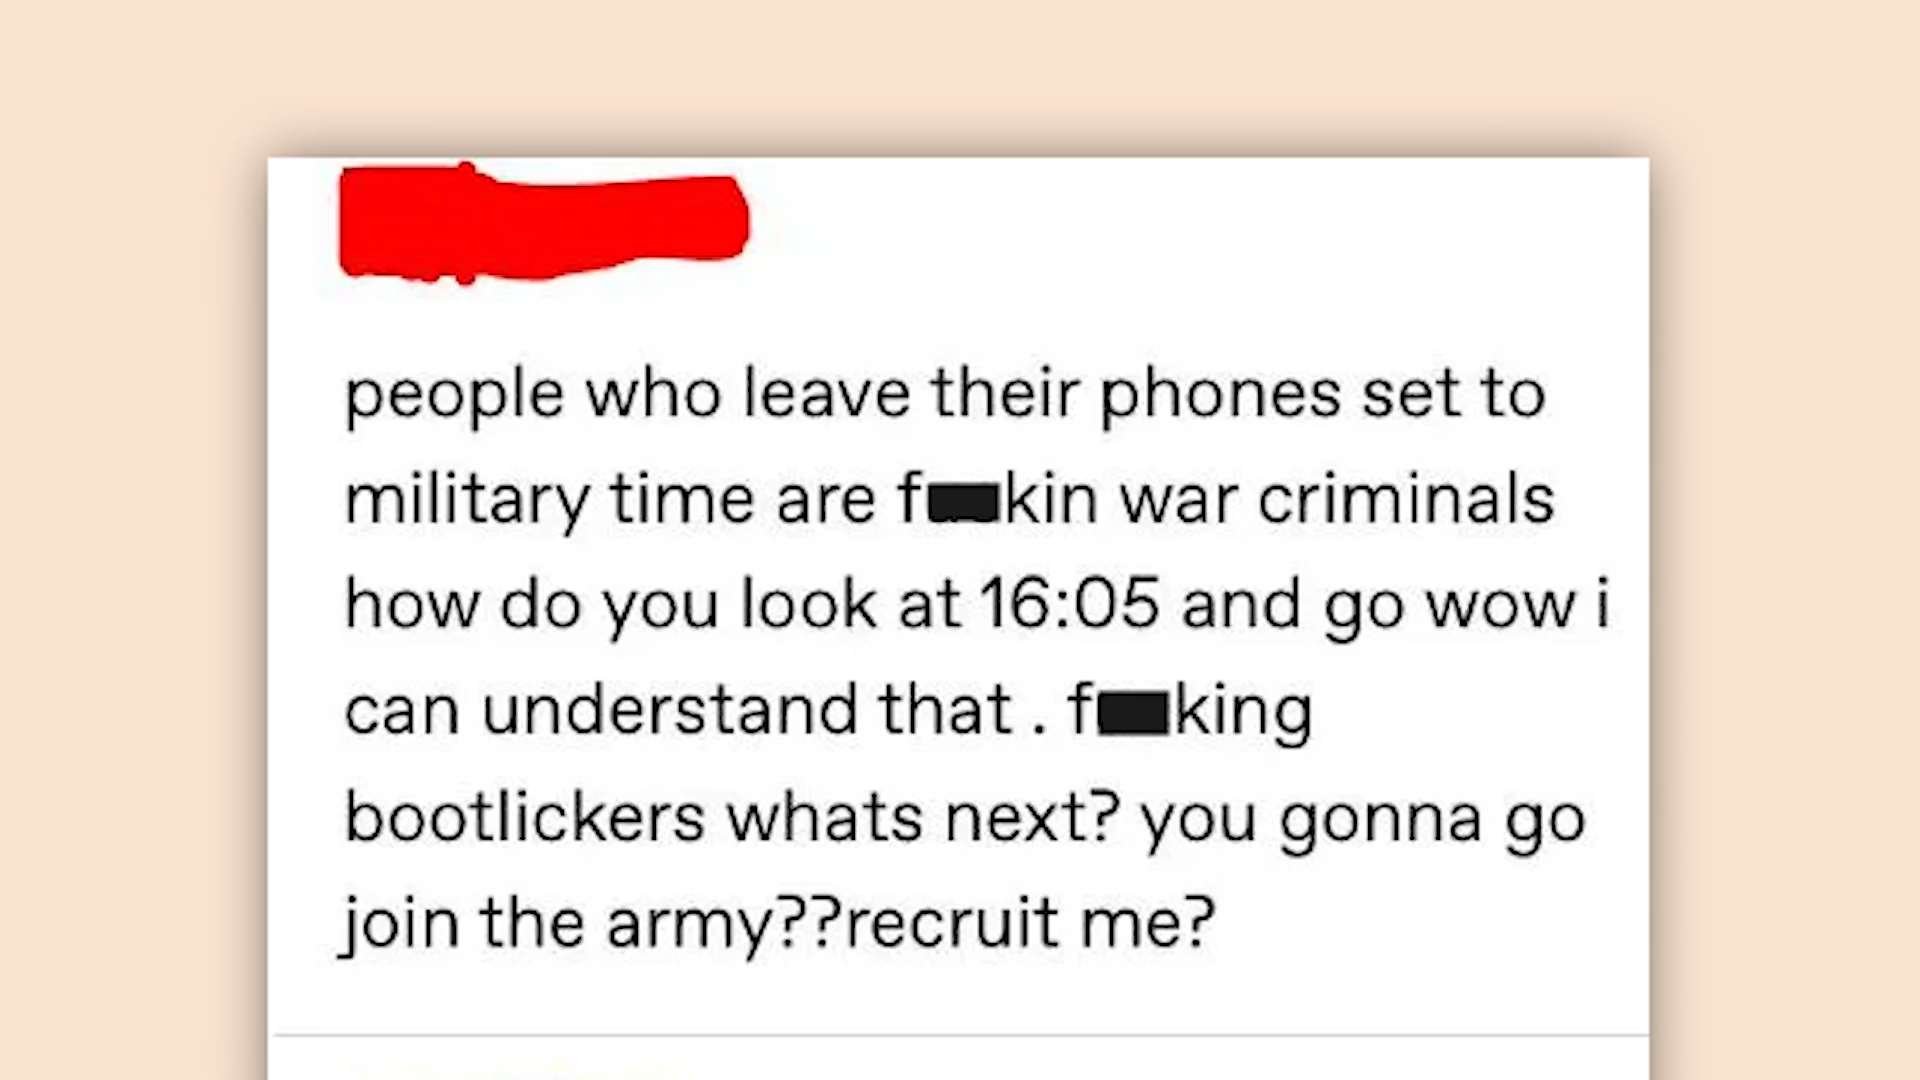 people who leave their phones set to
military time are f■■kin war criminals
how do you look at 16:05 and go wow i
can understand that . f■■king
bootlickers whats next? you gonna go
join the army??recruit me?